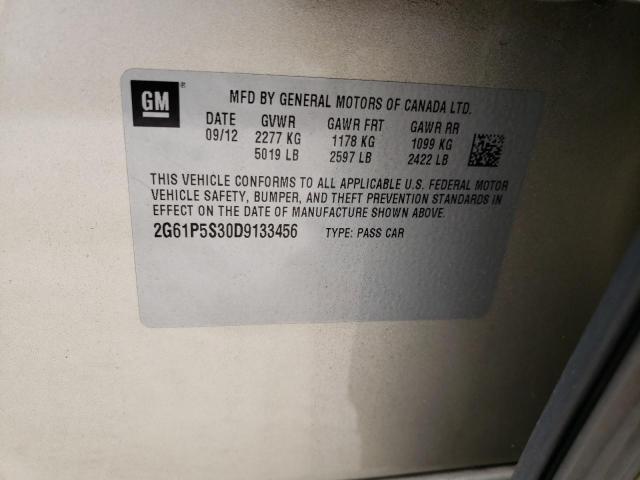 GM
MFD BY GENERAL MOTORS OF CANADA LTD.
DATE GVWR GAWR FRT GAWR RR
09/12 2277 KG 1178 KG 1099 KG
5019 LB 2597 LB 2422 LB
THIS VEHICLE CONFORMS TO ALL APPLICABLE U.S. FEDERAL MOTOR
VEHICLE SAFETY, BUMPER, AND THEFT PREVENTION STANDARDS IN
EFFECT ON THE DATE OF MANUFACTURE SHOWN ABOVE.
2G61P5S30D9133456 TYPE: PASS CAR